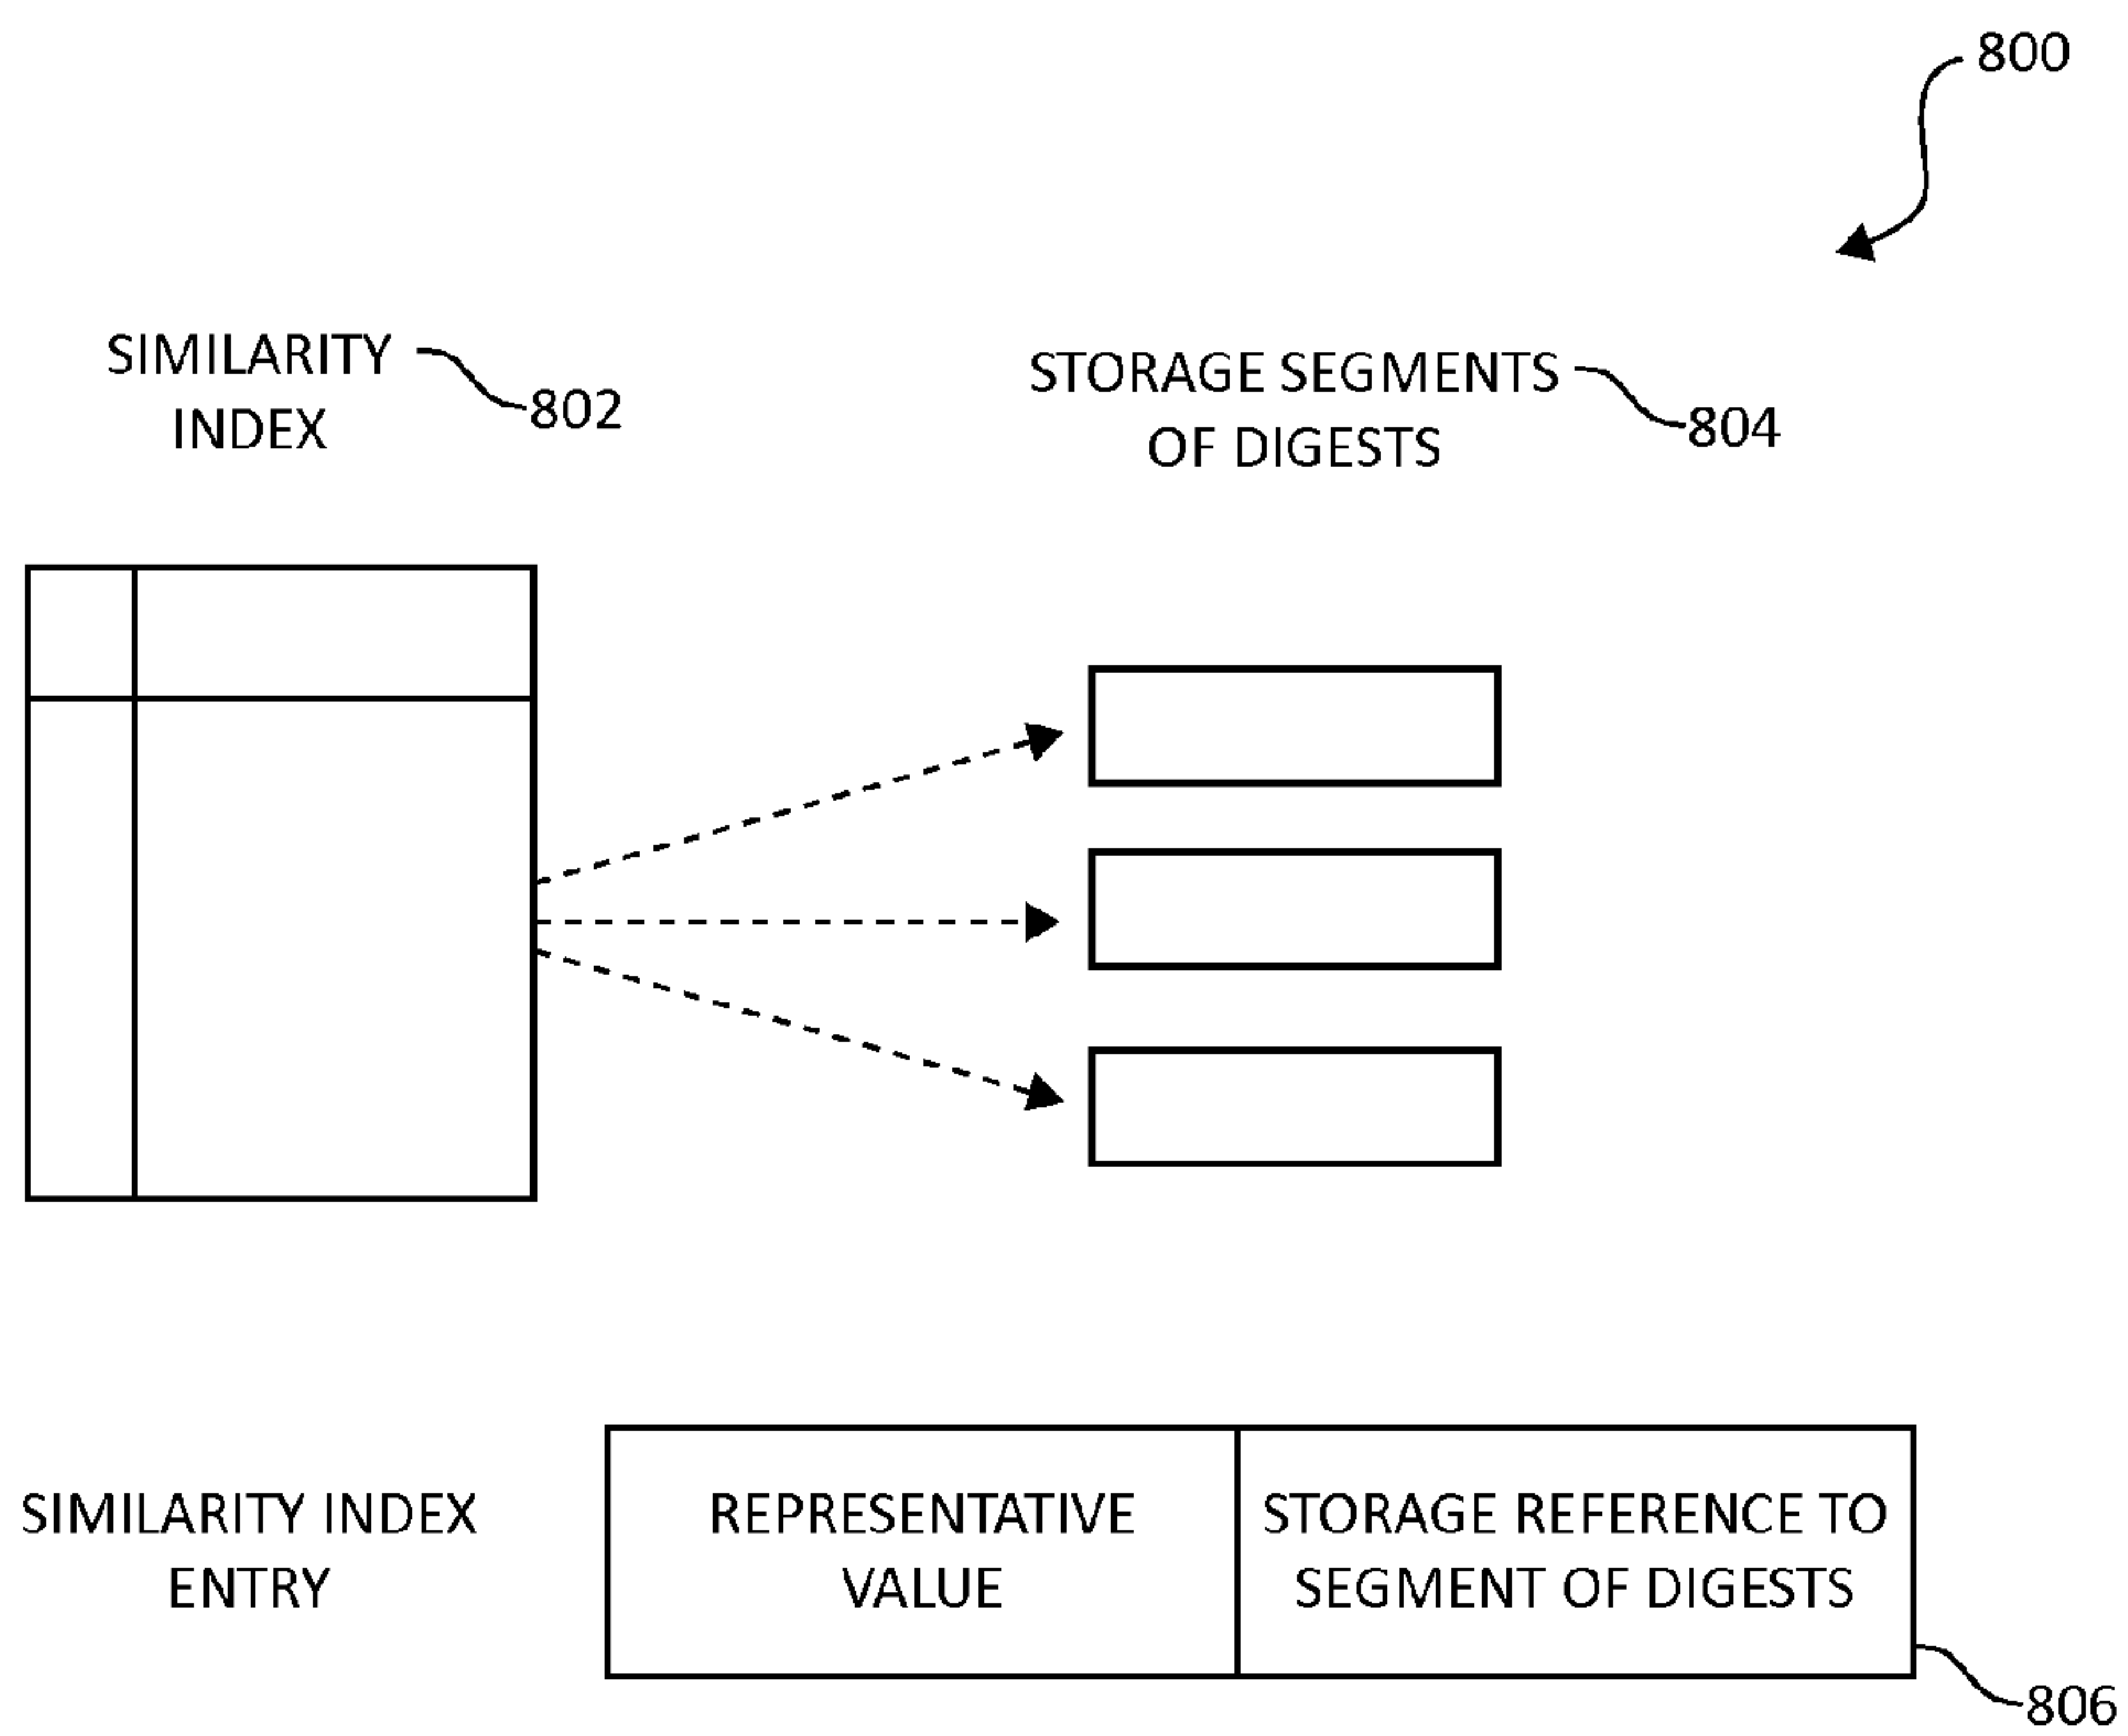 800
SIMILARITY
INDEX
802
STORAGE SEGMENTS
OF DIGESTS
804
SIMILARITY INDEX
ENTRY
REPRESENTATIVE
VALUE
STORAGE REFERENCE TO
SEGMENT OF DIGESTS
806